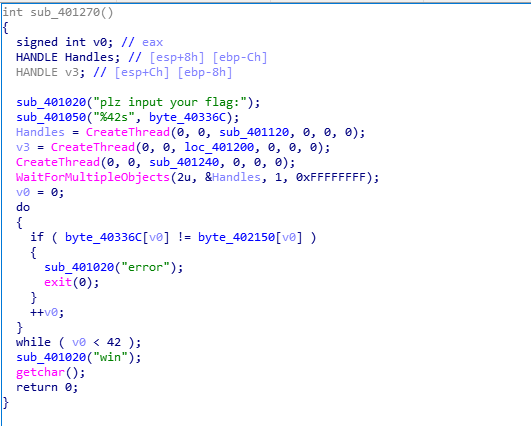 int sub_401270()
{
  signed int v0; // eax
  HANDLE Handles; // [esp+8h] [ebp-Ch]
  HANDLE v3; // [esp+Ch] [ebp-8h]

  sub_401020("plz input your flag:");
  sub_401050("%42s", byte_40336C);
  Handles = CreateThread(0, 0, sub_401120, 0, 0, 0);
  v3 = CreateThread(0, 0, loc_401200, 0, 0, 0);
  CreateThread(0, 0, sub_401240, 0, 0, 0);
  WaitForMultipleObjects(2u, &Handles, 1, 0xFFFFFFFF);
  v0 = 0;
  do
  {
    if ( byte_40336C[v0] != byte_402150[v0] )
    {
      sub_401020("error");
      exit(0);
    }
    ++v0;
  }
  while ( v0 < 42 );
  sub_401020("win");
  getchar();
  return 0;
}